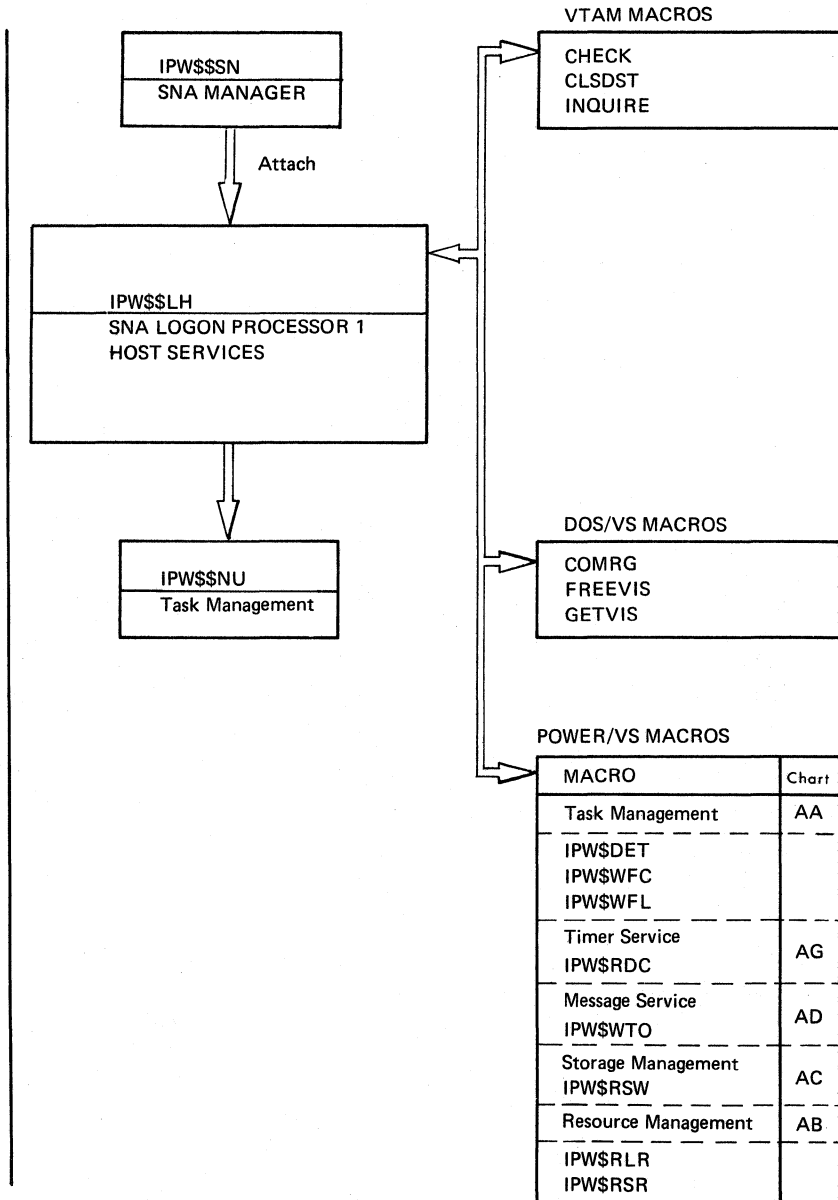 VTAM MACROS
IPW$$SN
SNA MANAGER
CHECK
CLSDST
INQUIRE
Attach
IPW$$LH
SNA LOGON PROCESSOR 1
HOST SERVICES
IPW$$NU
Task Management
DOS/VS MACROS
COMRG
FREEVIS
GETVIS
POWER/VS MACROS
MACRO Chart
Task Management AA
IPW$DET
IPW$WFC
IPW$WFL
Timer Service
IPW$RDC AG
Message Service
IPW$WTO AD
Storage Management
IPW$RSW AC
Resource Management AB
IPW$RLR
IPW$RSR